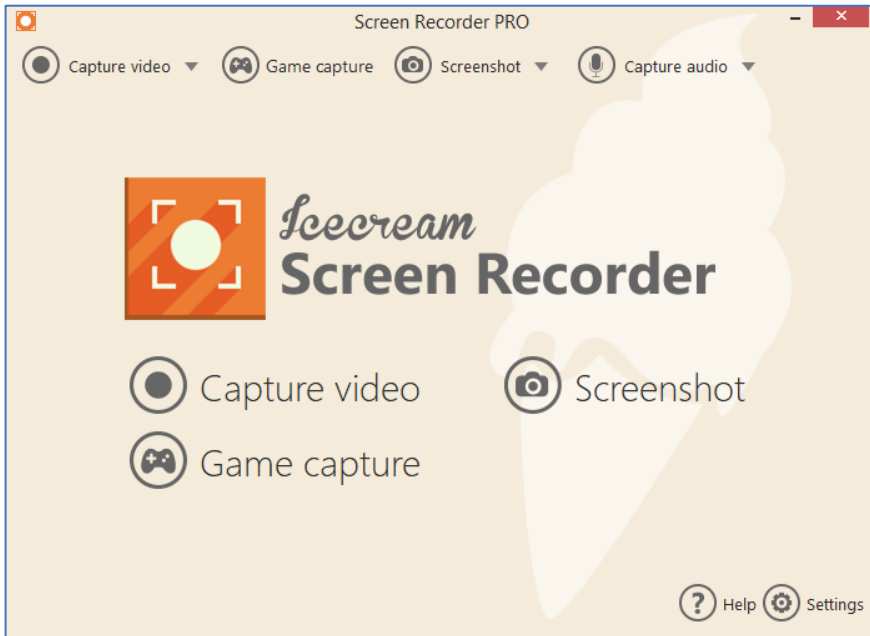 Screen Recorder PRO
Capture video Game capture Screenshot Capture audio
Icecream
Screen Recorder
Capture video Screenshot
Game capture
Help Settings